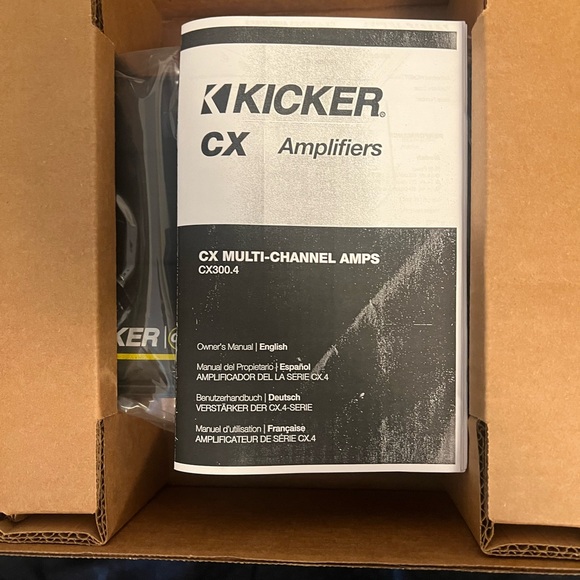 KICKER®
CX Amplifiers
CX MULTI-CHANNEL AMPS
CX300.4
Owner's Manual | English
Manual del Propietario | Español
AMPLIFICADOR DEL LA SERIE CX.4
Benutzerhandbuch | Deutsch
VERSTÄRKER DER CX.4-SERIE
Manuel d'utilisation | Française
AMPLIFICATEUR DE SÉRIE CX.4
KER